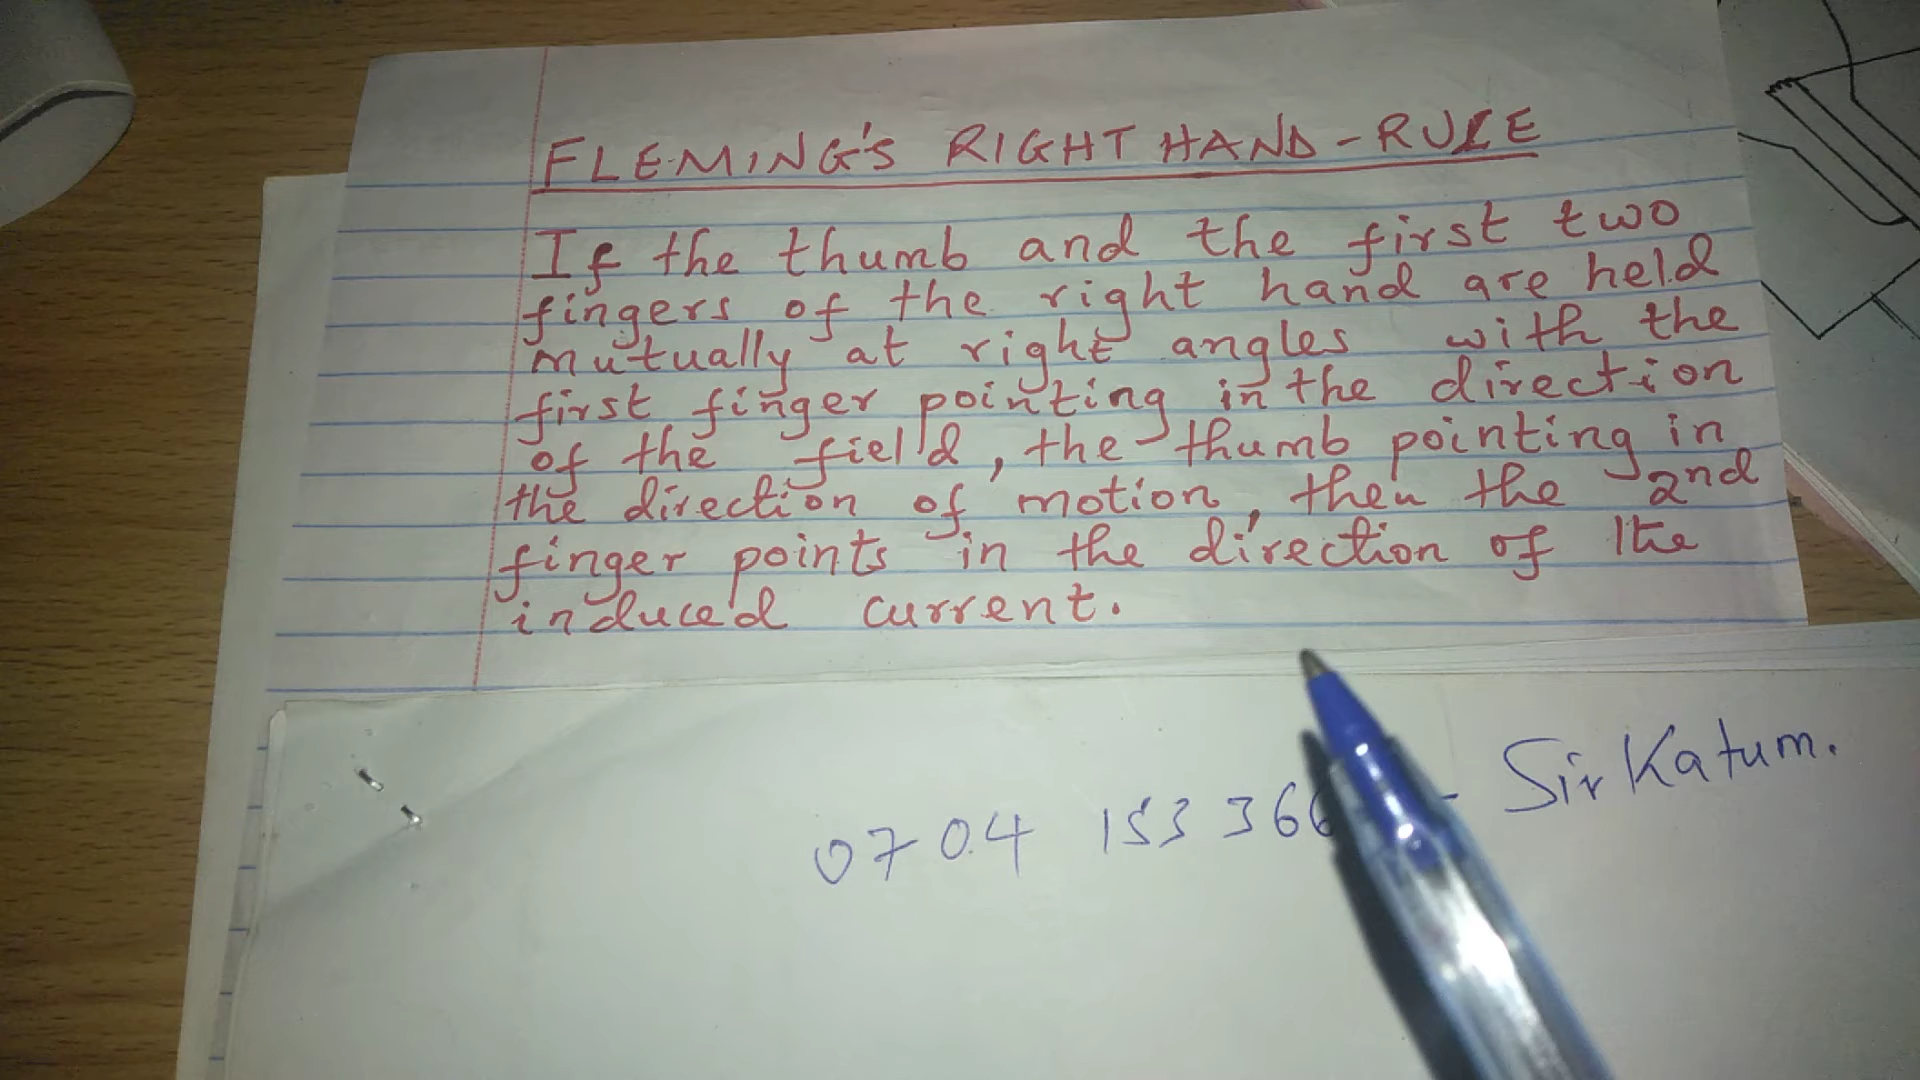 FLEMING'S RIGHT HAND-RULE
If the thumb and the first two
fingers of the right hand are held
mutually at right angles with the
first finger pointing in the direction
of the field, the thumb pointing in
the direction of motion, then the 2nd
finger points in the direction of the
induced current.
0704 153 366 - Sir Katum.